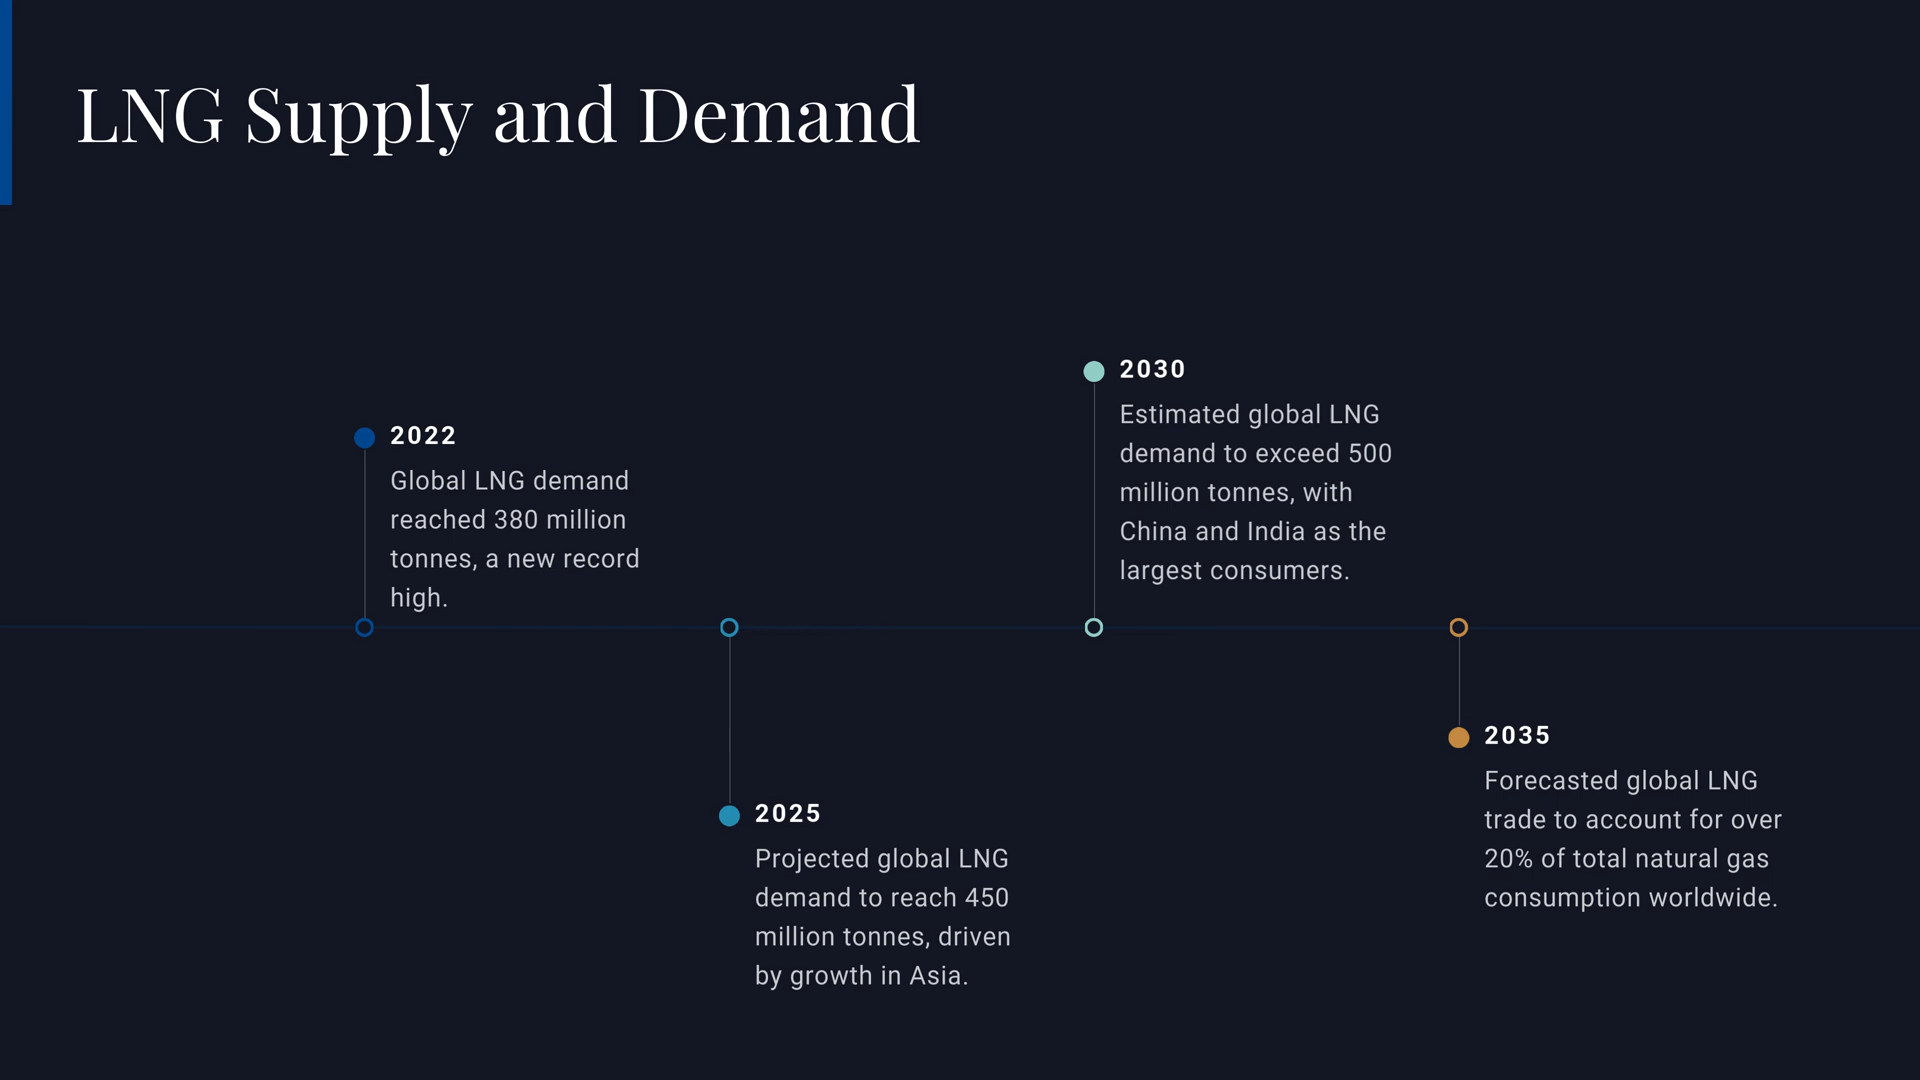 LNG Supply and Demand
2022
Global LNG demand
reached 380 million
tonnes, a new record
high.
2025
Projected global LNG
demand to reach 450
million tonnes, driven
by growth in Asia.
2030
Estimated global LNG
demand to exceed 500
million tonnes, with
China and India as the
largest consumers.
2035
Forecasted global LNG
trade to account for over
20% of total natural gas
consumption worldwide.